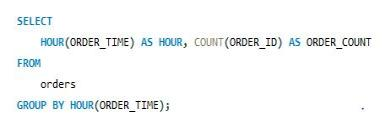 SELECT
HOUR(ORDER_TIME) AS HOUR, COUNT(ORDER_ID) AS ORDER_COUNT
FROM
orders
GROUP BY HOUR(ORDER_TIME);